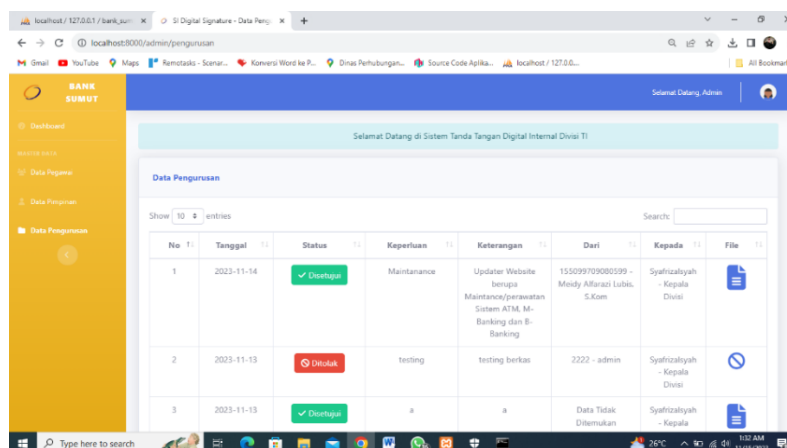 localhost / 127.0.0.1 / bank_sum
SI Digital Signature - Data Peng
localhost:8000/admin/pengurusan
Gmail YouTube Maps Remotasks - Scenar... Konversi Word ke P... Dinas Perhubungan... Source Code Aplika... localhost / 127.0.0... All Bookmar
BANK
SUMUT
Selamat Datang, Admin
Dashboard
Selamat Datang di Sistem Tanda Tangan Digital Internal Divisi TI
MASTER DATA
Data Pegawai
Data Pimpinan
Data Pengurusan
Data Pengurusan
Show 10 entries Search:
No Tanggal Status Keperluan Keterangan Dari Kepada File
1 2023-11-14 Disetujui Maintanance Updater Website 155099709080599 - Syafrizalsyah
berupa Meidy Alfarazi Lubis, - Kepala
Maintance/perawatan S.Kom Divisi
Sistem ATM, M-
Banking dan B-
Banking
2 2023-11-13 Ditolak testing testing berkas 2222 - admin Syafrizalsyah
- Kepala
Divisi
3 2023-11-13 Disetujui a a Data Tidak Syafrizalsyah
Ditemukan - Kepala
Type here to search 26°C 1:32 AM